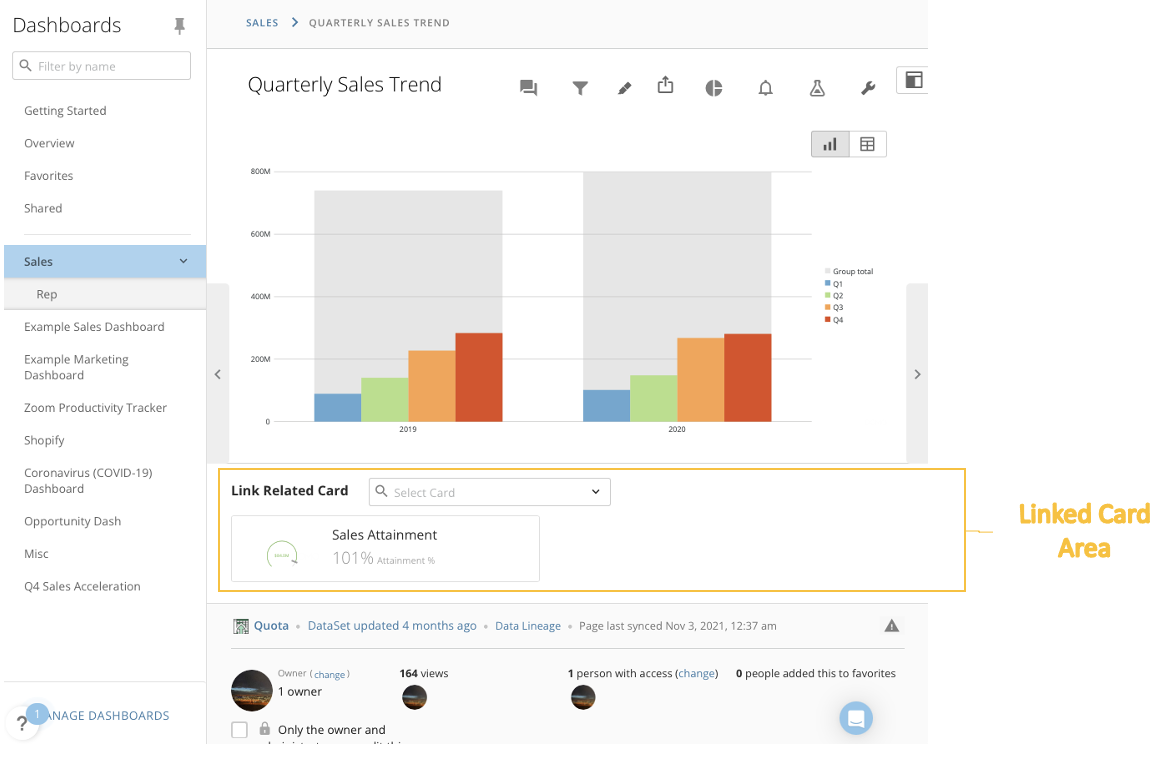 Dashboards
Filter by name
Getting Started
Overview
Favorites
Shared
Sales
Rep
Example Sales Dashboard
Example Marketing
Dashboard
Zoom Productivity Tracker
Shopify
Coronavirus (COVID-19)
Dashboard
Opportunity Dash
Misc
Q4 Sales Acceleration
1
?
ANAGE DASHBOARDS
SALES > QUARTERLY SALES TREND
Quarterly Sales Trend
800M
600M
400M
200M
0
2019 2020
Group total
Q1
Q2
Q3
Q4
Link Related Card
Select Card
Sales Attainment
101% Attainment %
Linked Card
Area
Quota • DataSet updated 4 months ago • Data Lineage • Page last synced Nov 3, 2021, 12:37 am
Owner (change)
1 owner
164 views
1 person with access (change)
0 people added this to favorites
Only the owner and